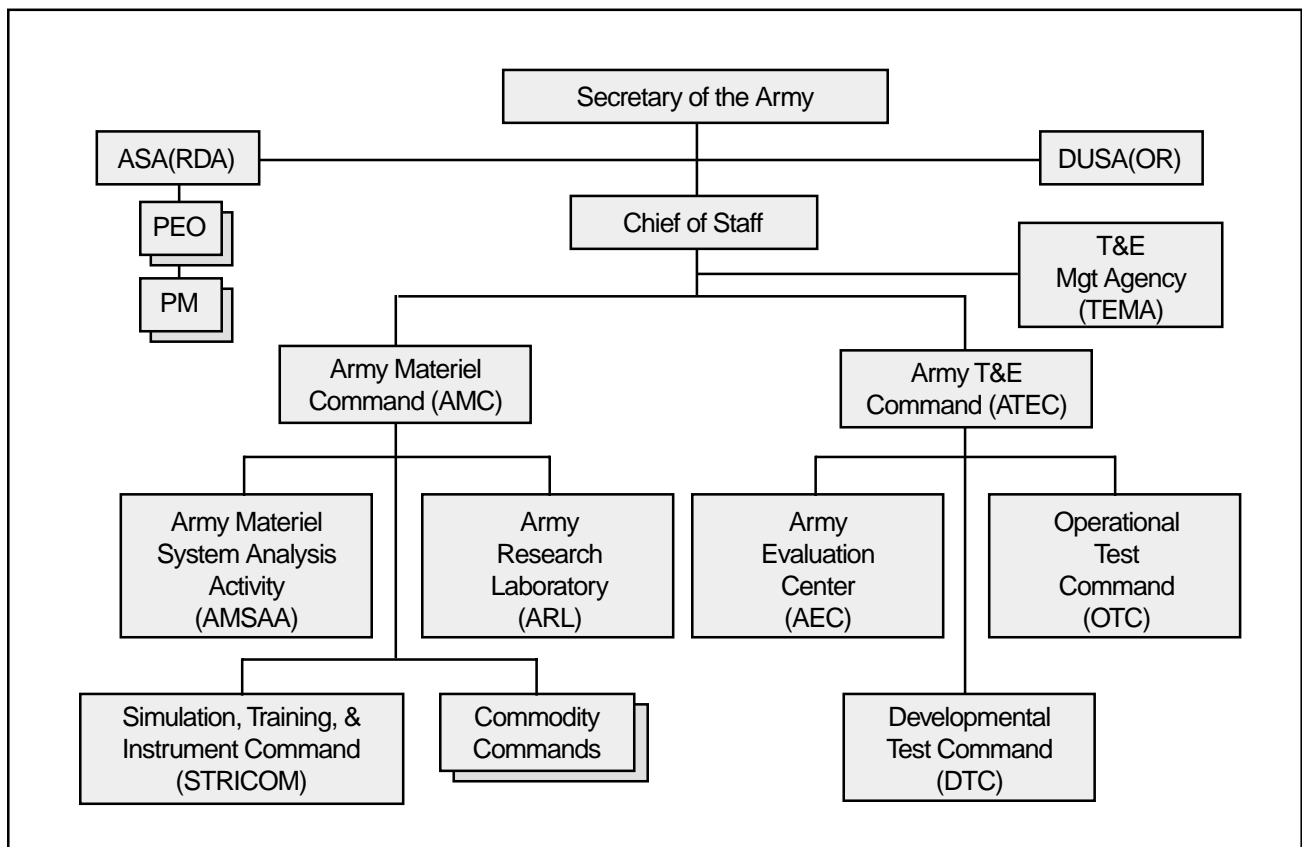 Secretary of the Army
ASA(RDA)
DUSA(OR)
PEO
Chief of Staff
PM
T&E
Mgt Agency
(TEMA)
Army Materiel
Command (AMC)
Army T&E
Command (ATEC)
Army Materiel
System Analysis
Activity
(AMSAA)
Army
Research
Laboratory
(ARL)
Army
Evaluation
Center
(AEC)
Operational
Test
Command
(OTC)
Simulation, Training, &
Instrument Command
(STRICOM)
Commodity
Commands
Developmental
Test Command
(DTC)